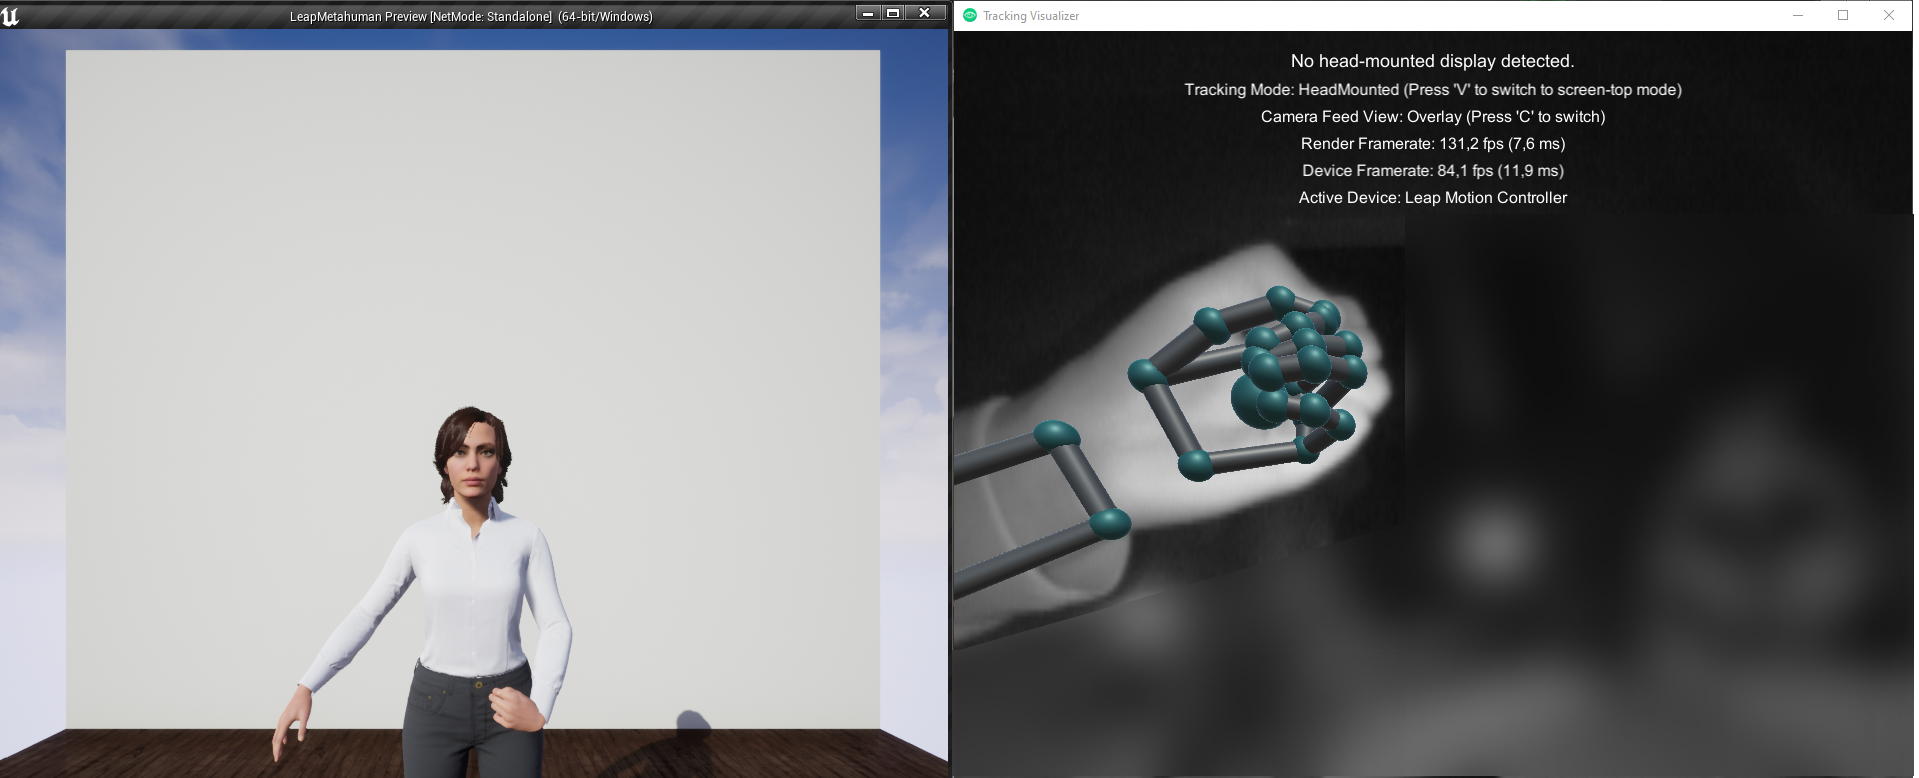 LeapMetahuman Preview [NetMode: Standalone] (64-bit/Windows)
Tracking Visualizer
No head-mounted display detected.
Tracking Mode: HeadMounted (Press 'V' to switch to screen-top mode)
Camera Feed View: Overlay (Press 'C' to switch)
Render Framerate: 131,2 fps (7,6 ms)
Device Framerate: 84,1 fps (11,9 ms)
Active Device: Leap Motion Controller